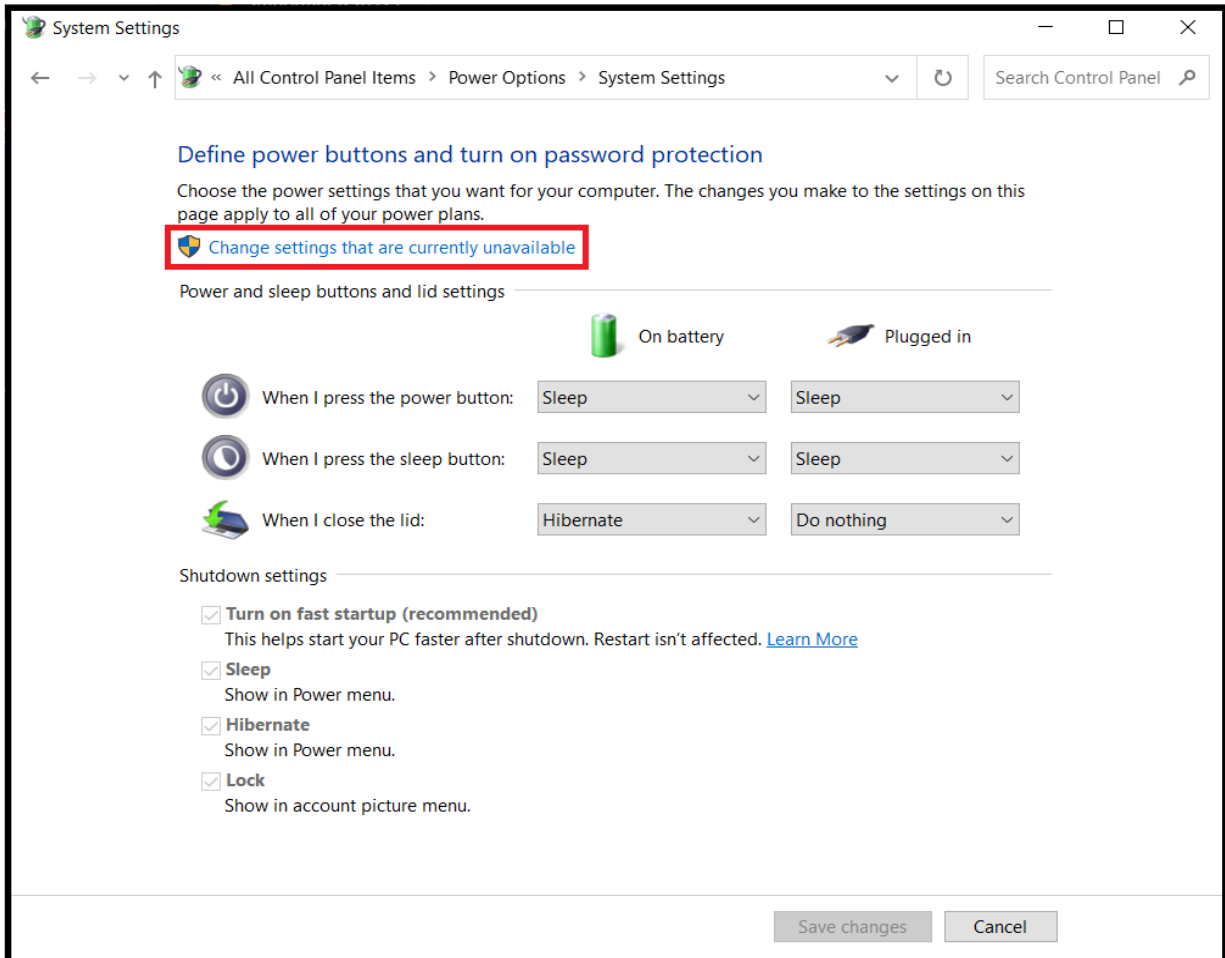 System Settings
« All Control Panel Items > Power Options > System Settings
Search Control Panel
Define power buttons and turn on password protection
Choose the power settings that you want for your computer. The changes you make to the settings on this
page apply to all of your power plans.
Change settings that are currently unavailable
Power and sleep buttons and lid settings
On battery
Plugged in
When I press the power button: Sleep Sleep
When I press the sleep button: Sleep Sleep
When I close the lid: Hibernate Do nothing
Shutdown settings
Turn on fast startup (recommended)
This helps start your PC faster after shutdown. Restart isn't affected. Learn More
Sleep
Show in Power menu.
Hibernate
Show in Power menu.
Lock
Show in account picture menu.
Save changes
Cancel